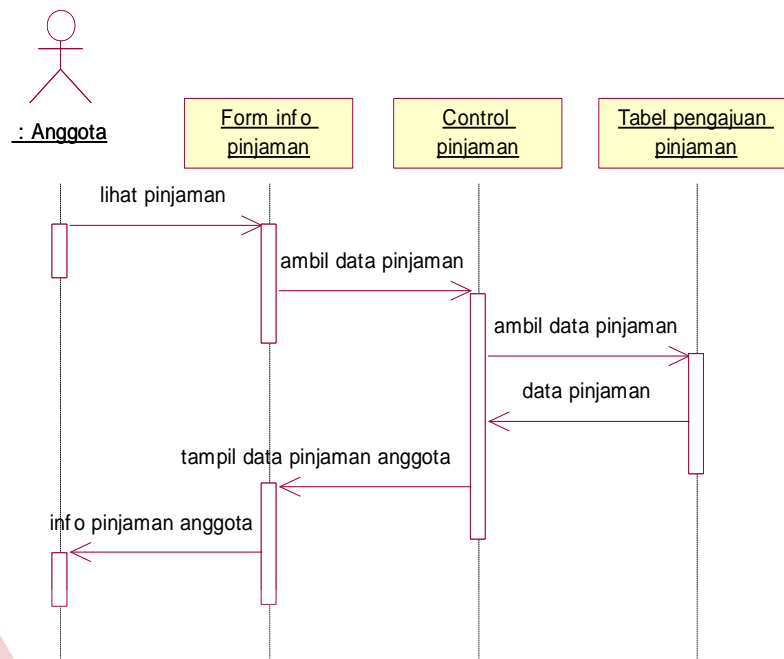 : Anggota
Form info
pinjaman
Control
pinjaman
Tabel pengajuan
pinjaman
lihat pinjaman
ambil data pinjaman
ambil data pinjaman
data pinjaman
tampil data pinjaman anggota
info pinjaman anggota